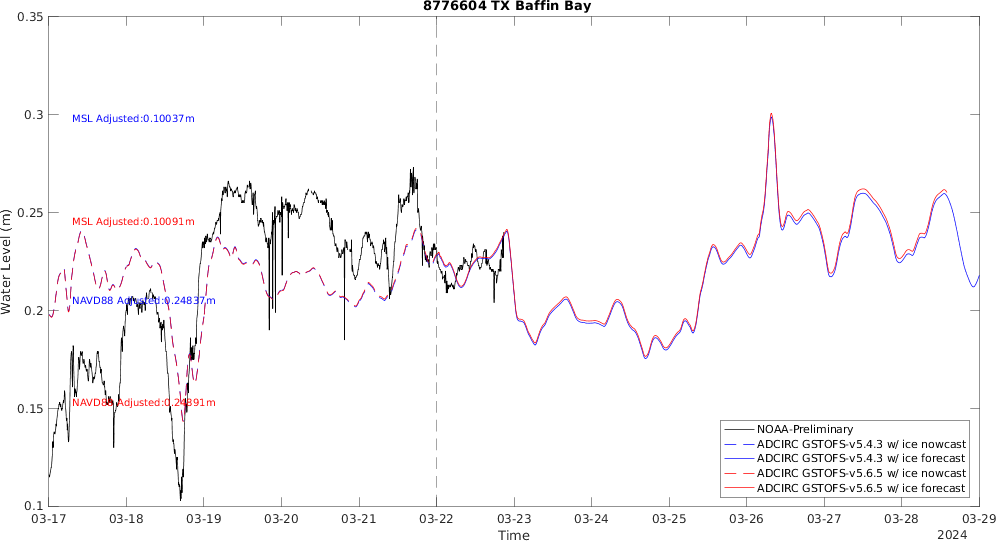 8776604 TX Baffin Bay
Water Level (m)
0.35
0.3
0.25
0.2
0.15
0.1
MSL Adjusted:0.10037m
MSL Adjusted:0.10091m
NAVD88 Adjusted:0.24837m
NAVD88 Adjusted:0.24891m
NOAA-Preliminary
ADCIRC GSTOFS-v5.4.3 w/ ice nowcast
ADCIRC GSTOFS-v5.4.3 w/ ice forecast
ADCIRC GSTOFS-v5.6.5 w/ ice nowcast
ADCIRC GSTOFS-v5.6.5 w/ ice forecast
03-17 03-18 03-19 03-20 03-21 03-22 03-23 03-24 03-25 03-26 03-27 03-28 03-29
Time
2024